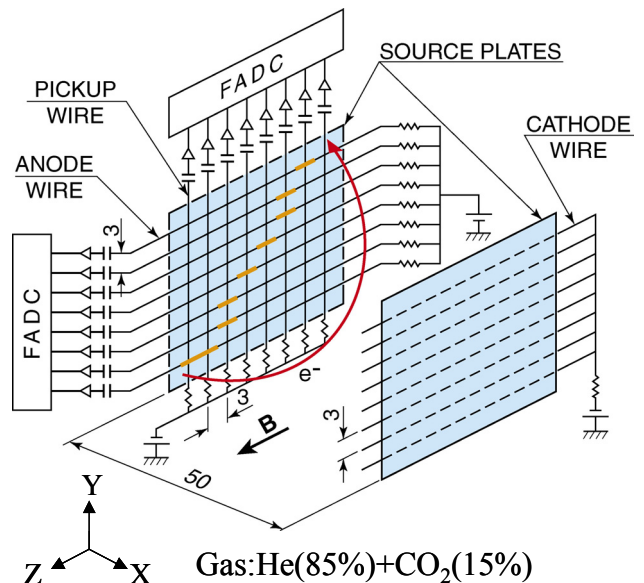 FADC
SOURCE PLATES
PICKUP
WIRE
CATHODE
WIRE
ANODE
WIRE
3
FADC
e-
3
B
3
50
Y
Z
X
Gas:He(85%)+CO₂(15%)